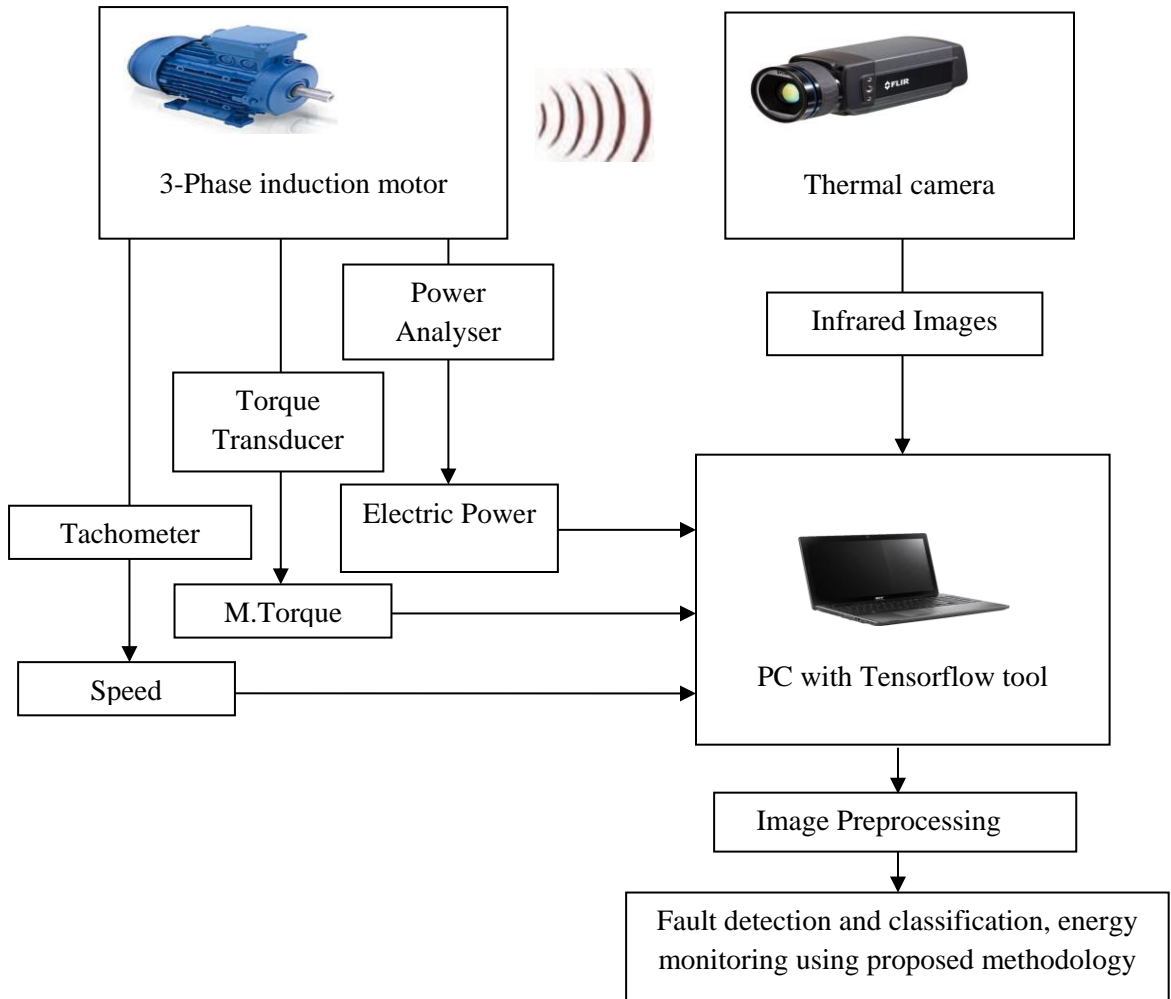 FLIR
3-Phase induction motor
Thermal camera
Power
Analyser
Infrared Images
Torque
Transducer
Electric Power
Tachometer
M.Torque
Speed
PC with Tensorflow tool
Image Preprocessing
Fault detection and classification, energy
monitoring using proposed methodology